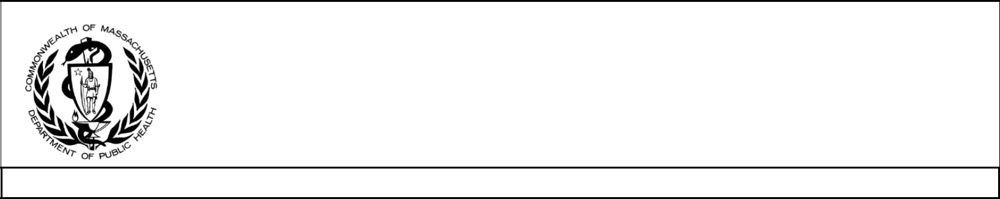 COMMONWEALTH OF MASSACHUSETTS
DEPARTMENT OF PUBLIC HEALTH